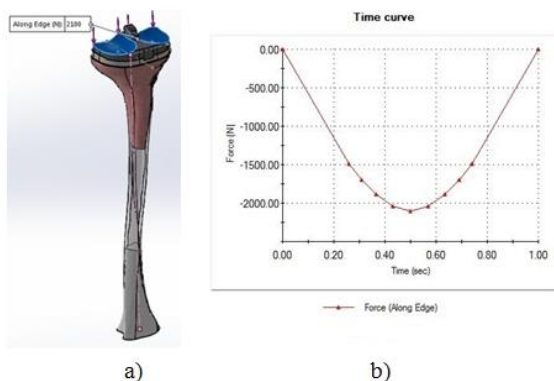 Along Edge (N): 2100
Time curve
0.00
-500.00
-1000.00
-1500.00
-2000.00
Force (N)
0.00
0.20
0.40
0.60
0.80
1.00
Time (sec)
Force (Along Edge)
a)
b)